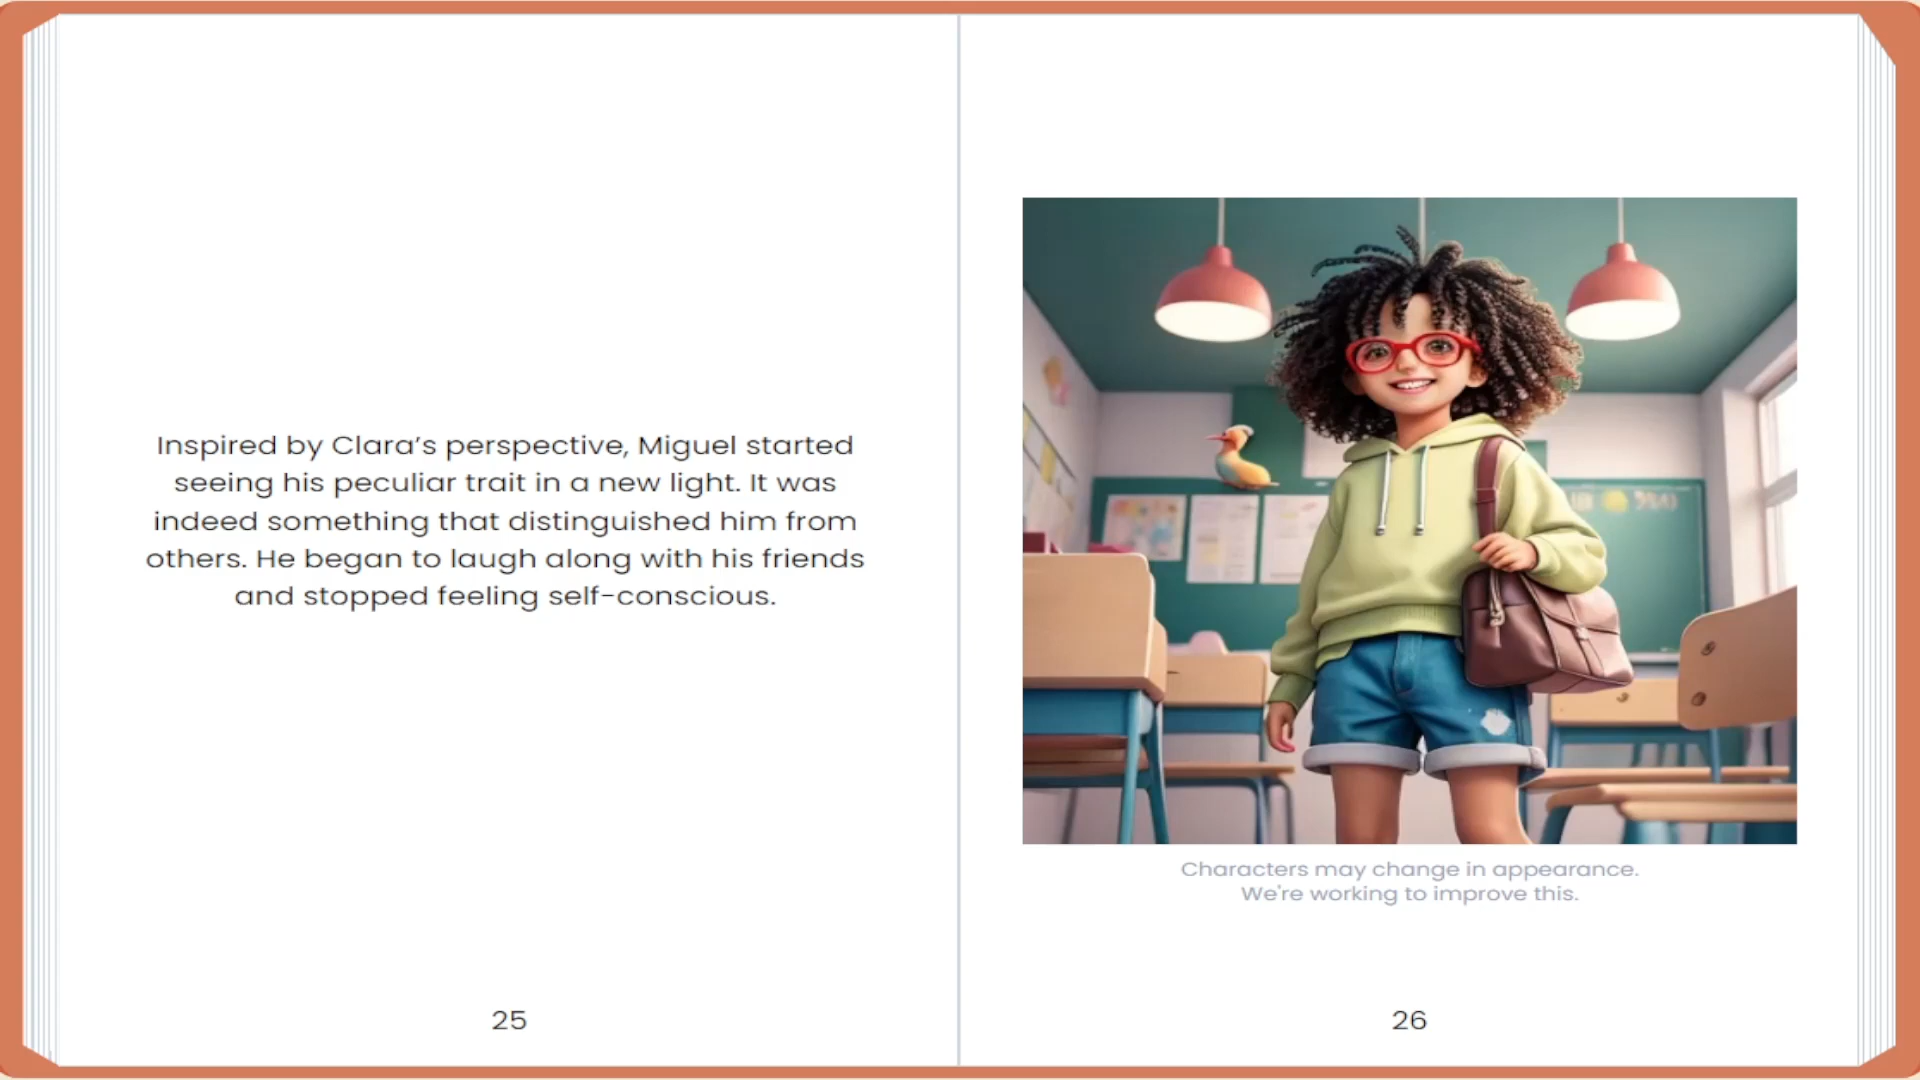 Inspired by Clara’s perspective, Miguel started
seeing his peculiar trait in a new light. It was
indeed something that distinguished him from
others. He began to laugh along with his friends
and stopped feeling self-conscious.
25
Characters may change in appearance.
We're working to improve this.
26